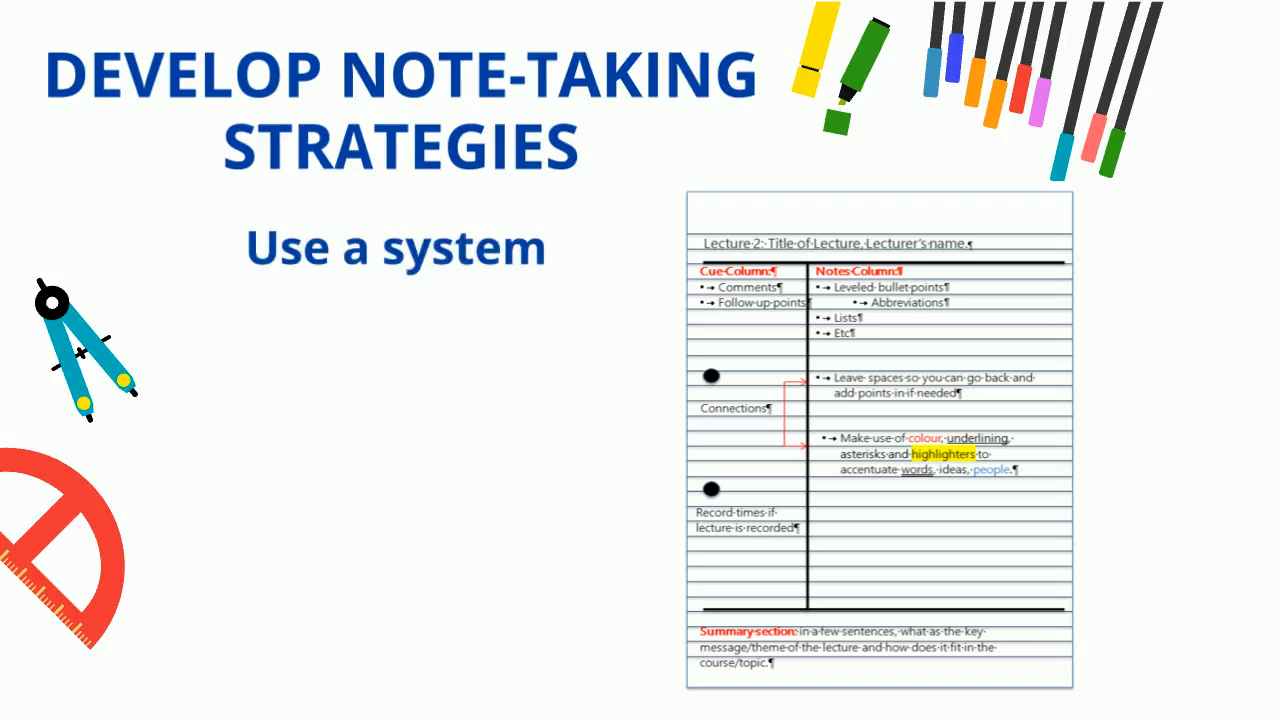 DEVELOP NOTE-TAKING
STRATEGIES
Use a system
Lecture·2:·Title·of·Lecture,·Lecturer's·name.¶
Cue·Column:¶
• → Comments¶
• → Follow·up·points¶
Connections¶
Record·times·if·
lecture·is·recorded¶
Notes·Column:¶
• → Leveled·bullet·points¶
• → Abbreviations¶
• → Lists¶
• → Etc¶
• → Leave·spaces·so·you·can·go·back·and·
add·points·in·if·needed¶
• → Make·use·of·colour,·underlining,·
asterisks·and·highlighters·to·
accentuate·words,·ideas,·people.¶
Summary·section:·in·a·few·sentences,·what·as·the·key·
message/theme·of·the·lecture·and·how·does·it·fit·in·the·
course/topic.¶